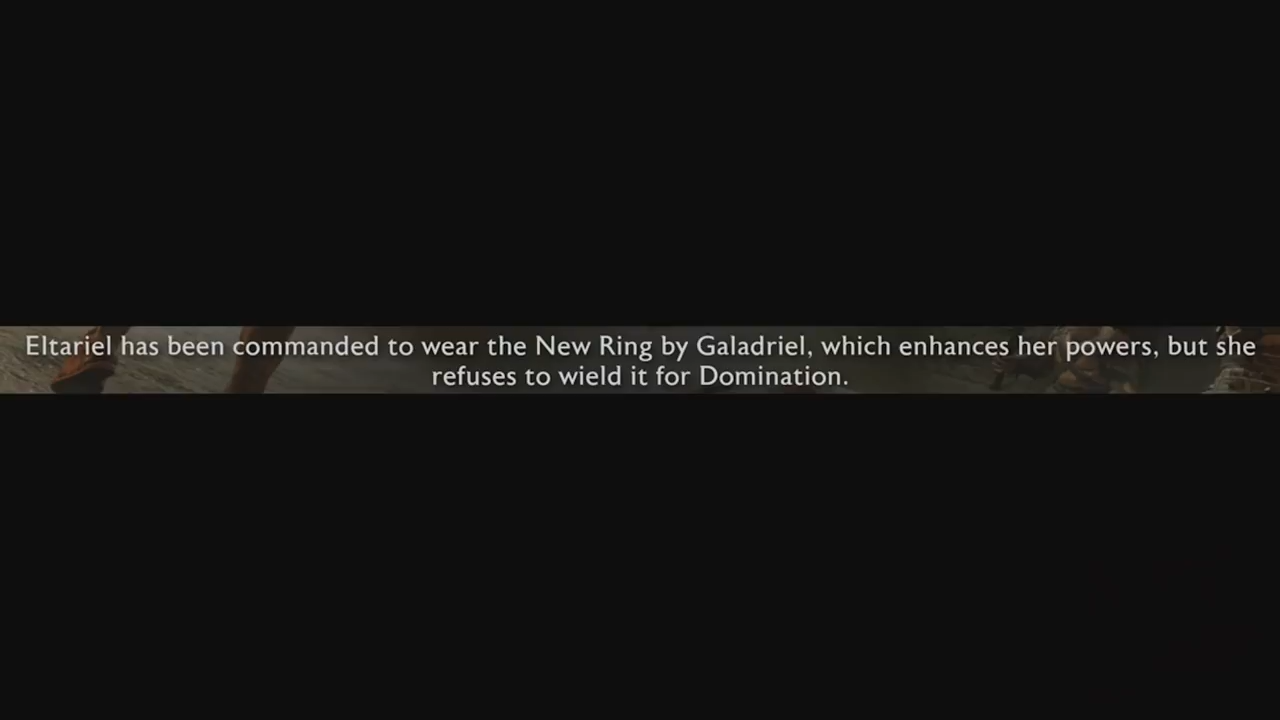 Eltariel has been commanded to wear the New Ring by Galadriel, which enhances her powers, but she
refuses to wield it for Domination.